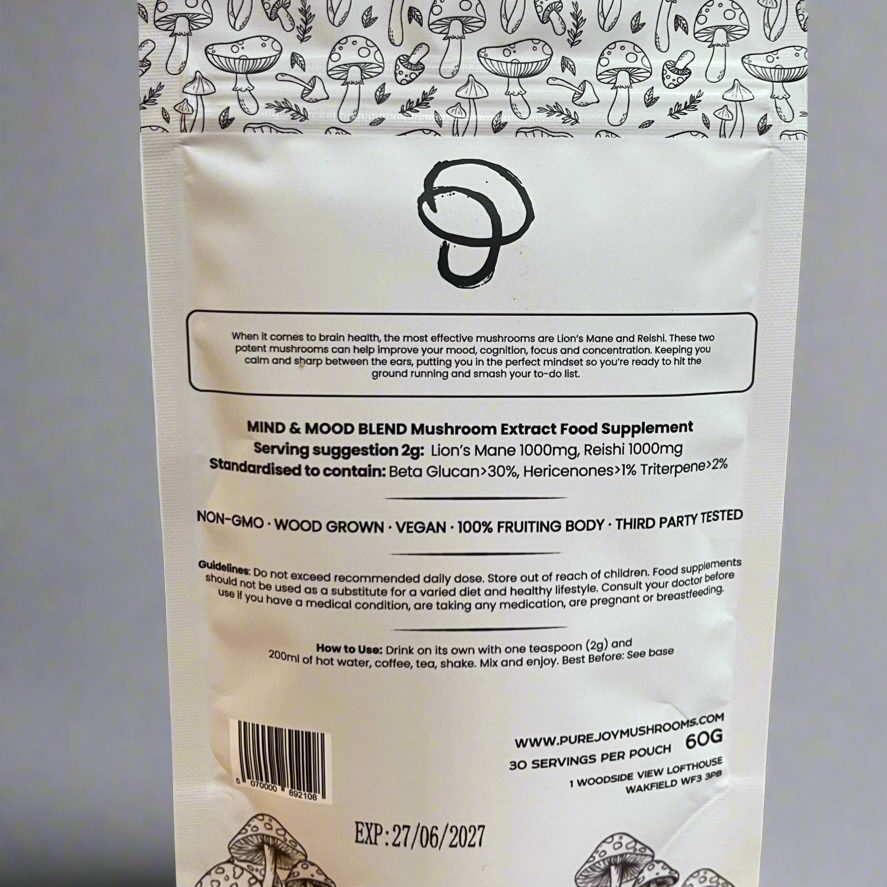 When it comes to brain health, the most effective mushrooms are Lion's Mane and Reishi. These two
potent mushrooms can help improve your mood, cognition, focus and concentration. Keeping you
calm and sharp between the ears, putting you in the perfect mindset so you're ready to hit the
ground running and smash your to-do list.
MIND & MOOD BLEND Mushroom Extract Food Supplement
Serving suggestion 2g: Lion's Mane 1000mg, Reishi 1000mg
Standardised to contain: Beta Glucan>30%, Hericenones>1% Triterpene>2%
NON-GMO · WOOD GROWN · VEGAN · 100% FRUITING BODY · THIRD PARTY TESTED
Guidelines: Do not exceed recommended daily dose. Store out of reach of children. Food supplements
should not be used as a substitute for a varied diet and healthy lifestyle. Consult your doctor before
use if you have a medical condition, are taking any medication, are pregnant or breastfeeding.
How to Use: Drink on its own with one teaspoon (2g) and
200ml of hot water, coffee, tea, shake. Mix and enjoy. Best Before: See base
WWW.PUREJOYMUSHROOMS.COM
30 SERVINGS PER POUCH 60G
1 WOODSIDE VIEW LOFTHOUSE
WAKFIELD WF3 3PB
5 070000 892108
EXP:27/06/2027